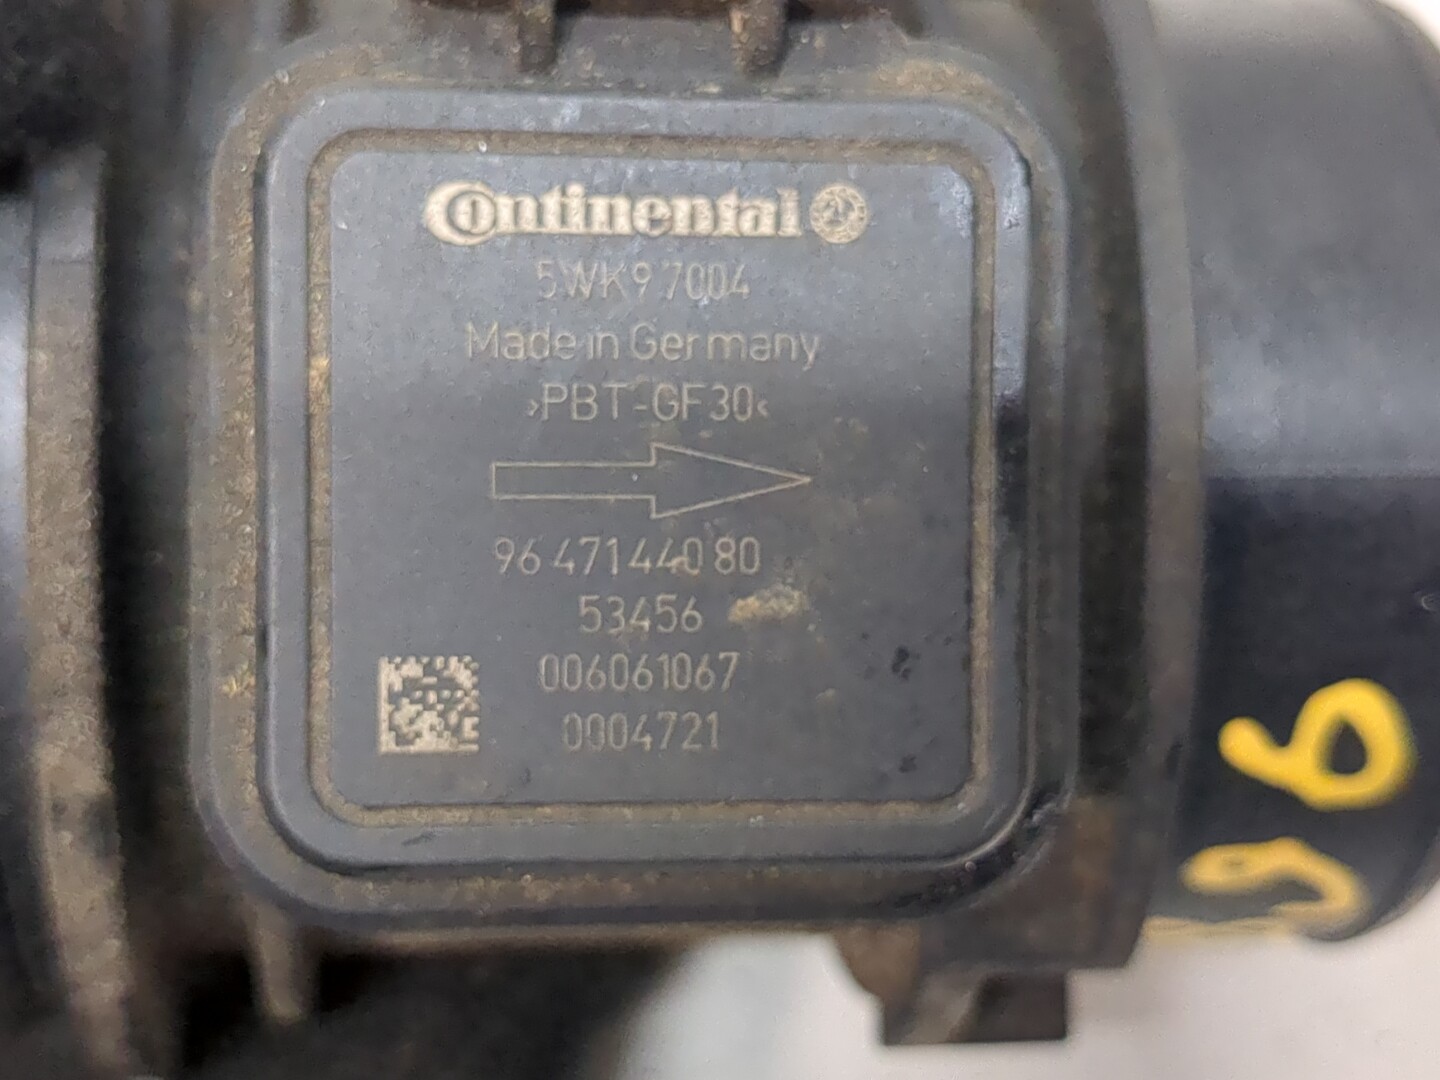 Continental
5WK9 7004
Made in Germany
›PBT-GF30‹
96 471 440 80
53456
006061067
0004721